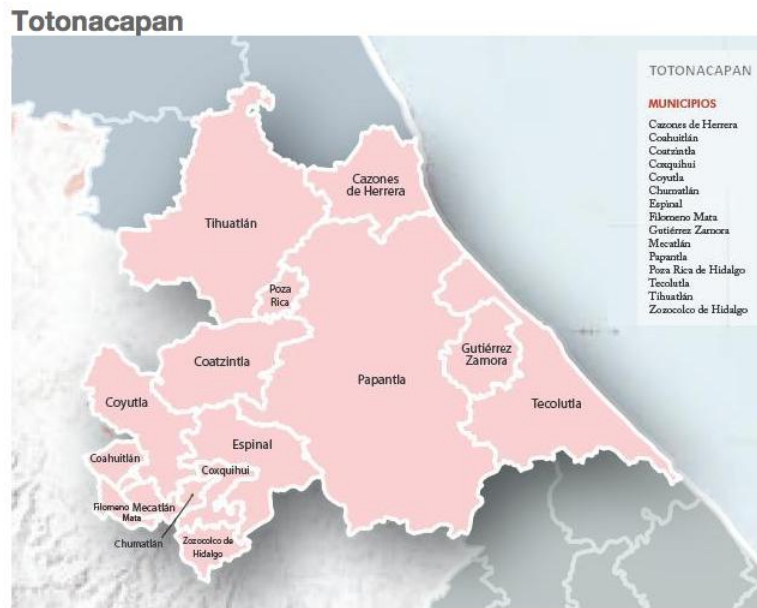 Totonacapan
TOTONACAPAN
MUNICIPIOS
Cazones de Herrera
Coahuitlán
Coatzintla
Coxquihui
Coyutla
Chumatlán
Espinal
Filomeno Mata
Gutiérrez Zamora
Mecatlán
Papantla
Poza Rica de Hidalgo
Tecolutla
Tihuatlán
Zozocolco de Hidalgo
Cazones
de Herrera
Tihuatlán
Poza
Rica
Gutiérrez
Zamora
Coatzintla
Papantla
Coyutla
Tecolutla
Espinal
Coahuitlán
Coxquihui
Filomeno
Mata
Mecatlán
Chumatlán
Zozocolco de
Hidalgo